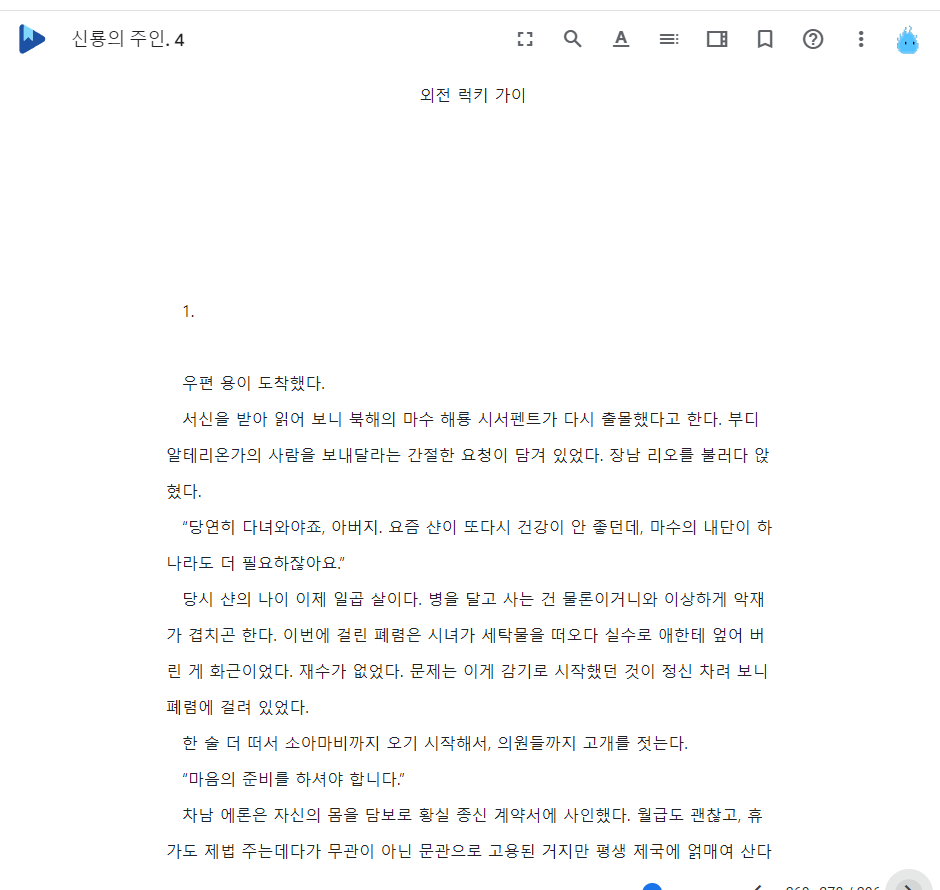 신룡의 주인. 4
외전 럭키 가이
1.
우편 용이 도착했다.
서신을 받아 읽어 보니 북해의 마수 해룡 시서펜트가 다시 출몰했다고 한다. 부디
알테리온가의 사람을 보내달라는 간절한 요청이 담겨 있었다. 장남 리오를 불러다 앉
혔다.
“당연히 다녀와야죠, 아버지. 요즘 샨이 또다시 건강이 안 좋던데, 마수의 내단이 하
나라도 더 필요하잖아요.”
당시 샨의 나이 이제 일곱 살이다. 병을 달고 사는 건 물론이거니와 이상하게 악재
가 겹치곤 한다. 이번에 걸린 폐렴은 시녀가 세탁물을 떠오다 실수로 애한테 엎어 버
린 게 화근이었다. 재수가 없었다. 문제는 이게 감기로 시작했던 것이 정신 차려 보니
폐렴에 걸려 있었다.
한 술 더 떠서 소아마비까지 오기 시작해서, 의원들까지 고개를 젓는다.
“마음의 준비를 하셔야 합니다.”
차남 에론은 자신의 몸을 담보로 황실 종신 계약서에 사인했다. 월급도 괜찮고, 휴
가도 제법 주는데다가 무관이 아닌 문관으로 고용된 거지만 평생 제국에 얽매여 산다